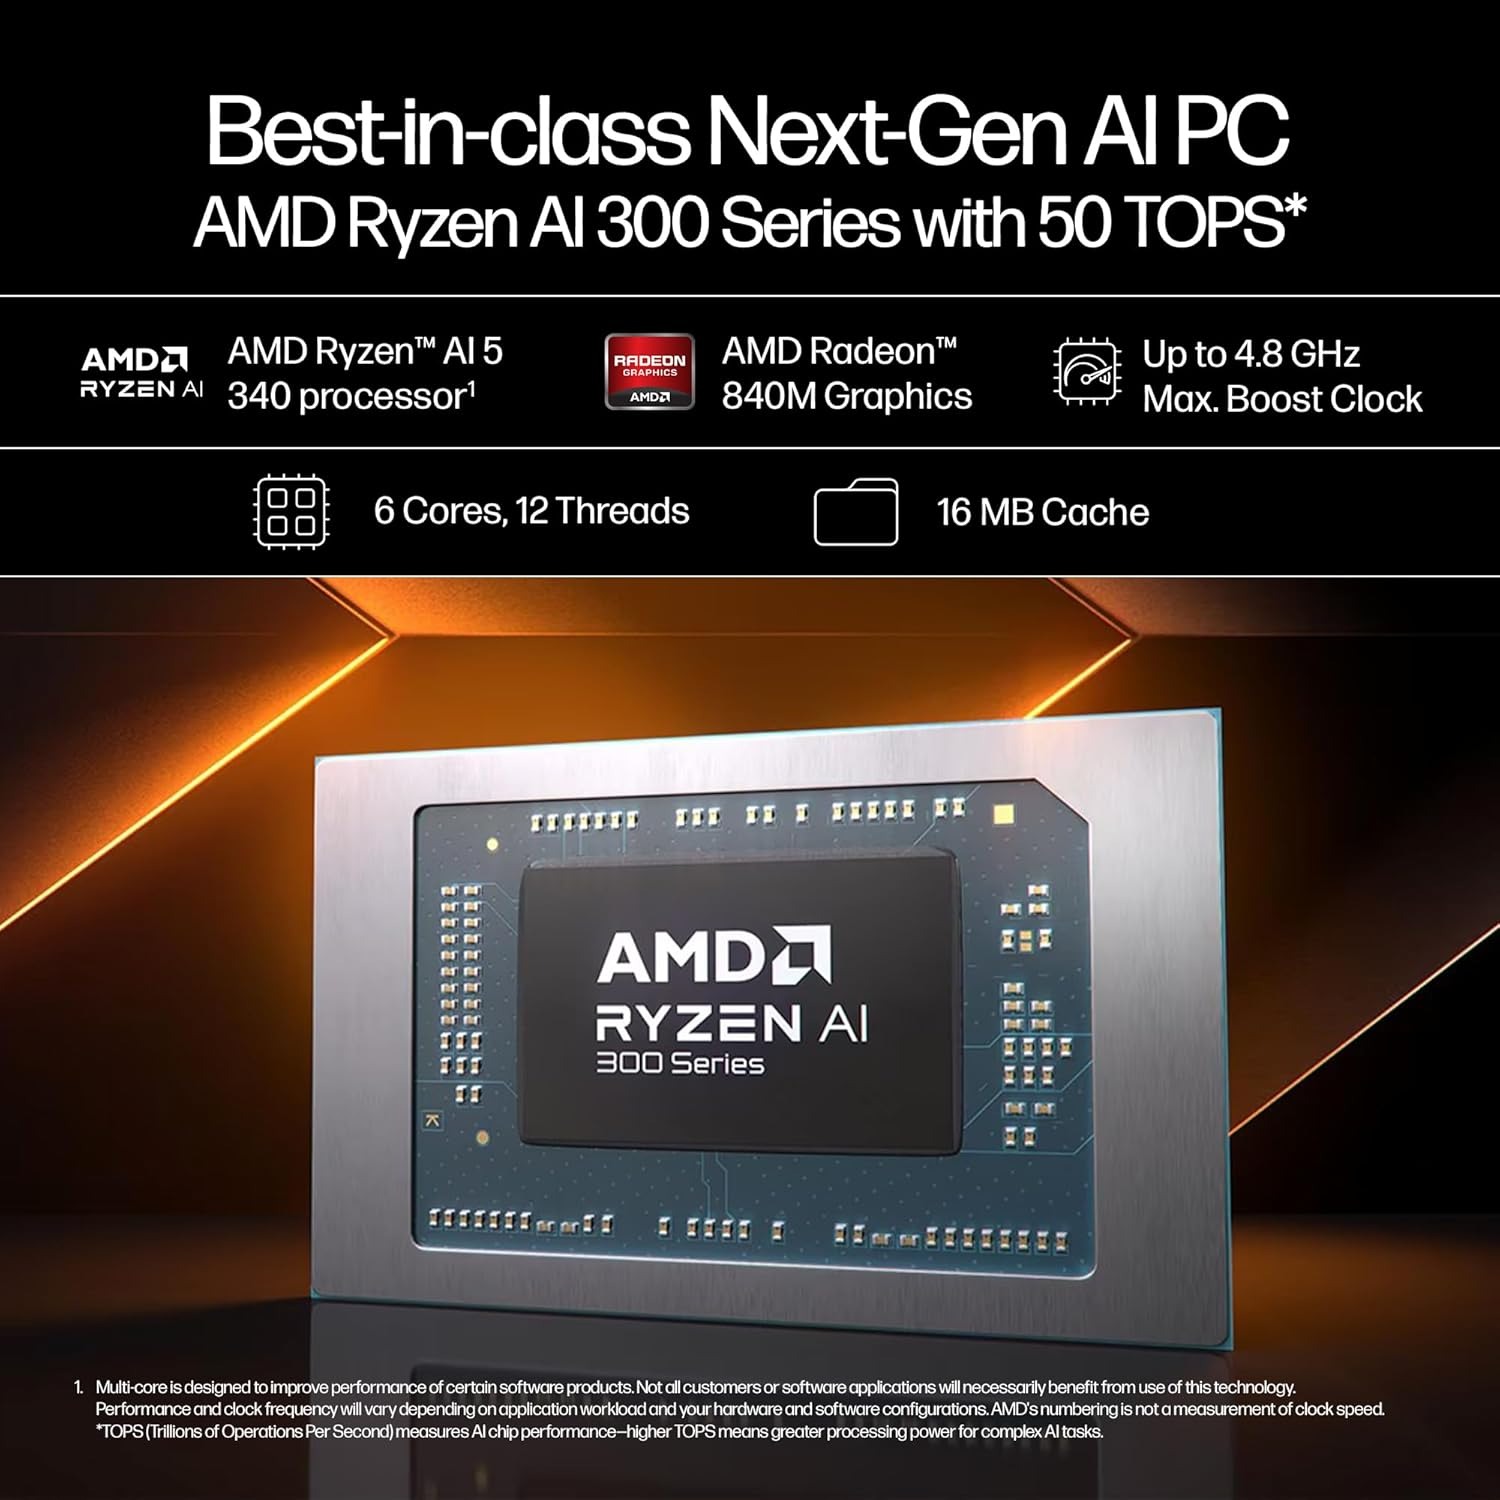 Best-in-class Next-Gen AI PC
AMD Ryzen AI 300 Series with 50 TOPS*
AMD
RYZEN AI
AMD Ryzen™ AI 5
340 processor¹
RADEON
GRAPHICS
AMD
AMD Radeon™
840M Graphics
Up to 4.8 GHz
Max. Boost Clock
6 Cores, 12 Threads
16 MB Cache
AMD
RYZEN AI
300 Series
1. Multi-core is designed to improve performance of certain software products. Not all customers or software applications will necessarily benefit from use of this technology.
Performance and clock frequency will vary depending on application workload and your hardware and software configurations. AMD's numbering is not a measurement of clock speed.
*TOPS (Trillions of Operations Per Second) measures AI chip performance—higher TOPS means greater processing power for complex AI tasks.